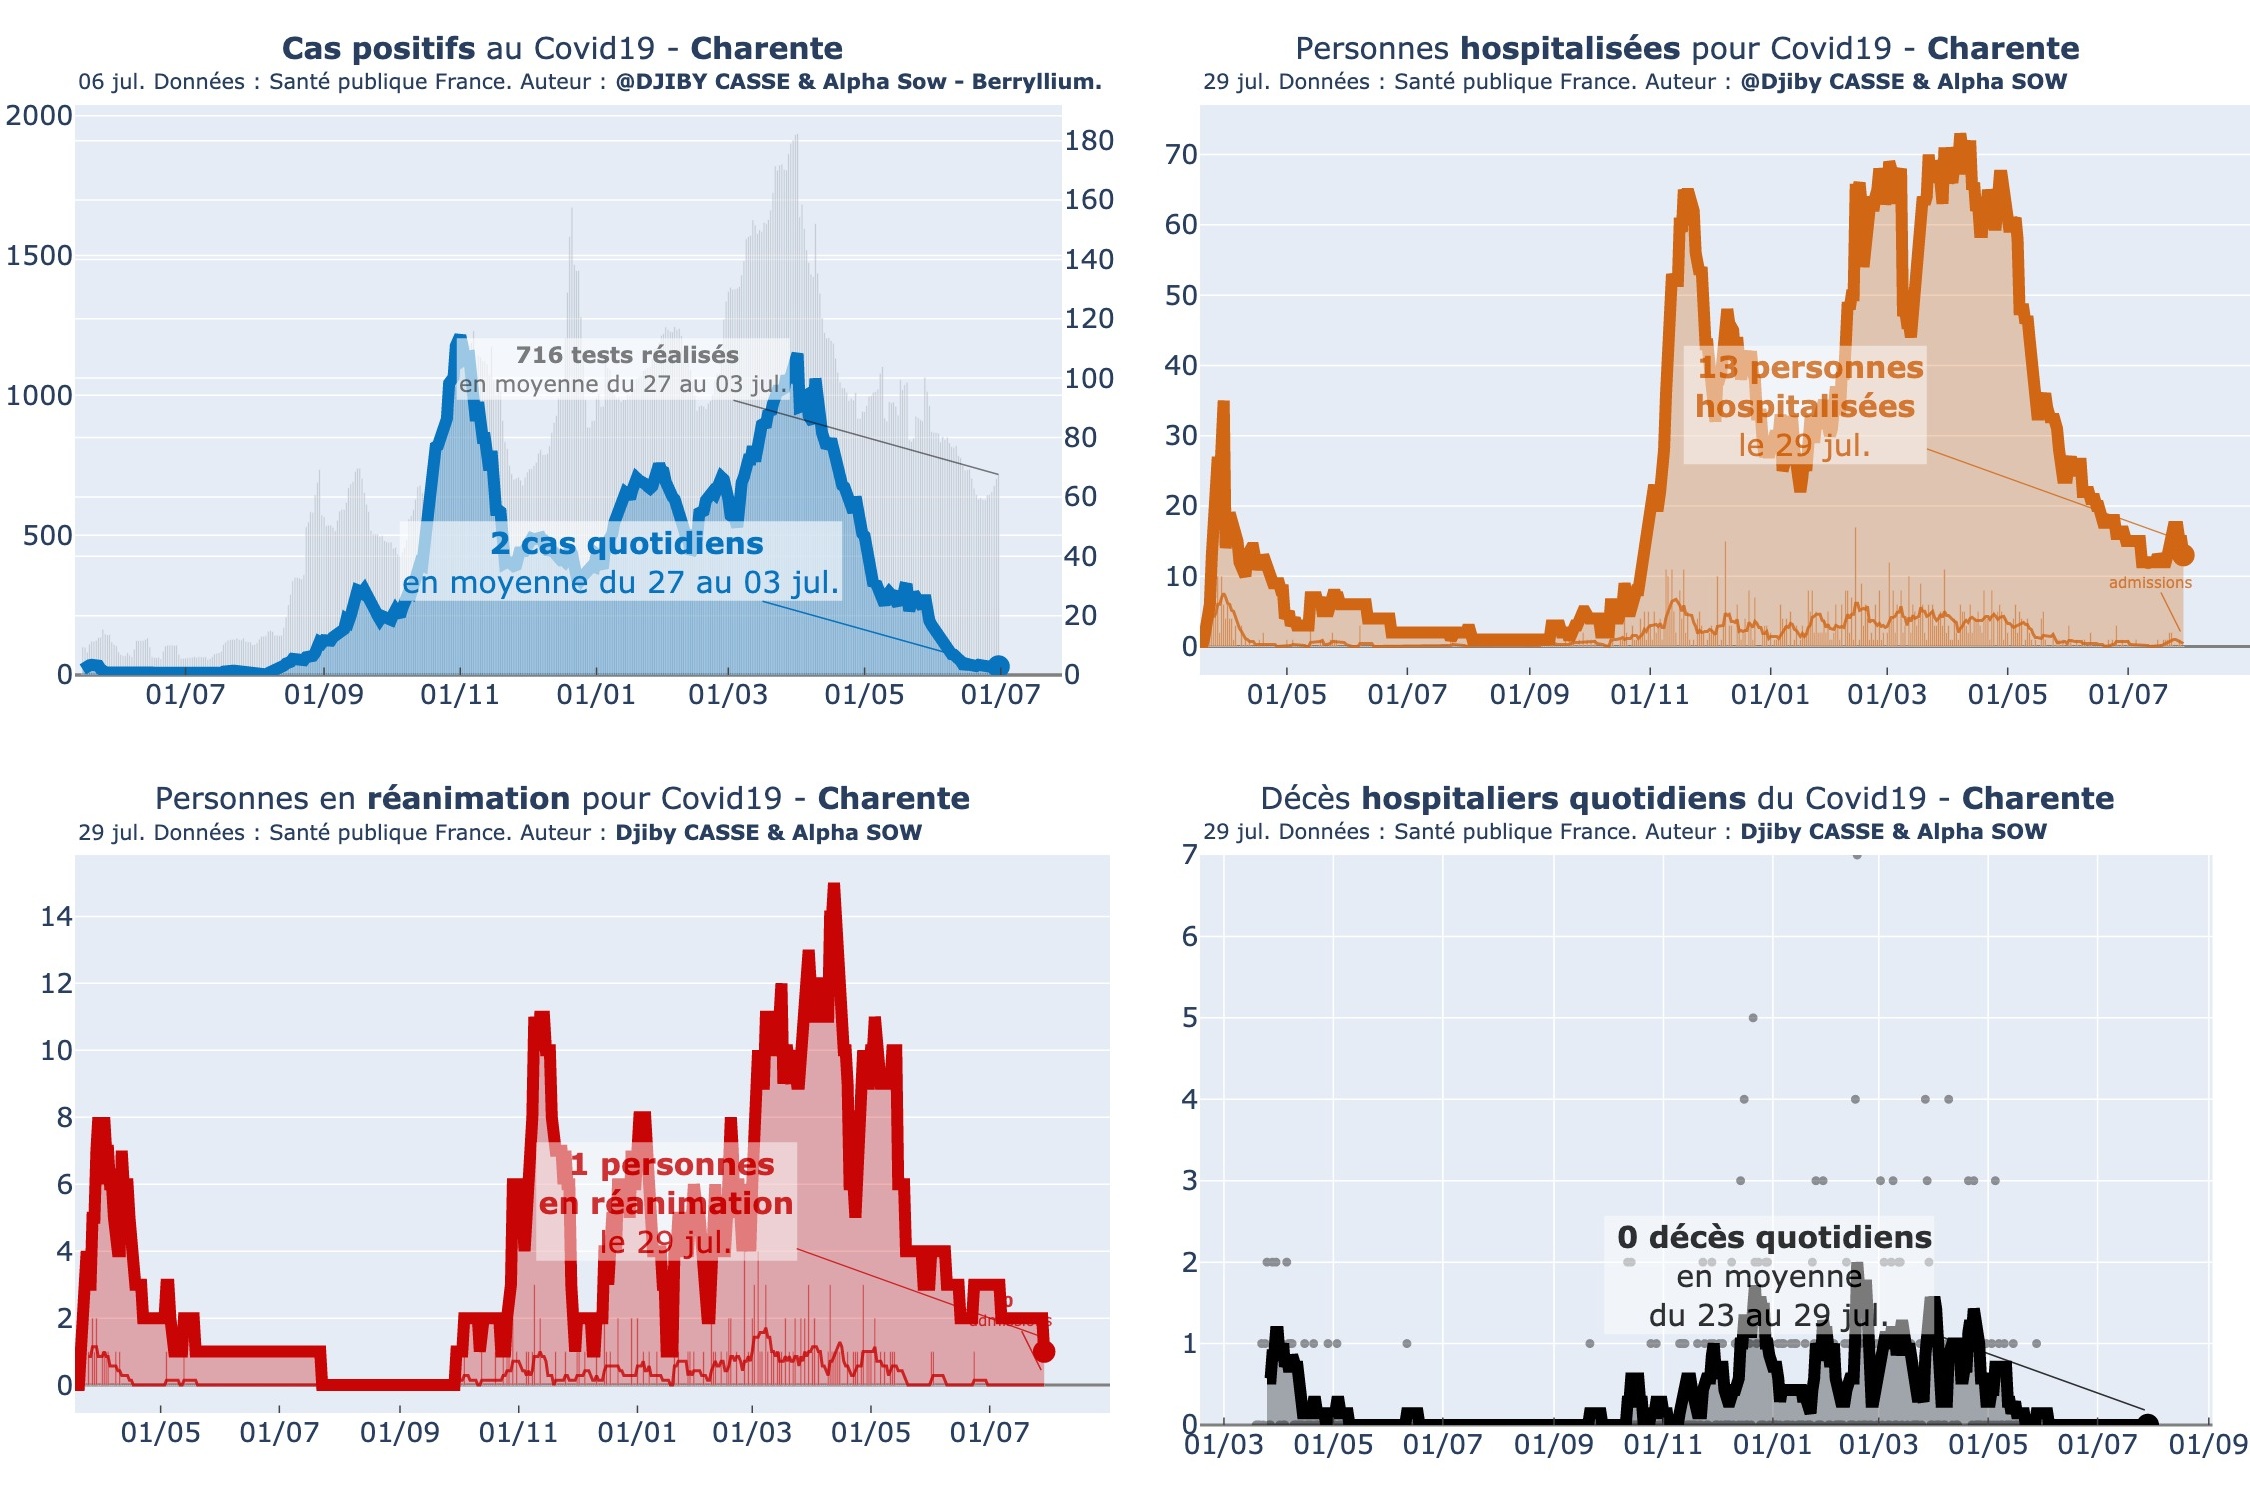 Cas positifs au Covid19 - Charente
06 jul. Données : Santé publique France. Auteur : @DJIBY CASSE & Alpha Sow - Berryllium.
2000
1500
1000
500
0
180
160
140
120
100
80
60
40
20
0
716 tests réalisés
en moyenne du 27 au 03 jul.
2 cas quotidiens
en moyenne du 27 au 03 jul.
01/07 01/09 01/11 01/01 01/03 01/05 01/07
Personnes hospitalisées pour Covid19 - Charente
29 jul. Données : Santé publique France. Auteur : @Djiby CASSE & Alpha SOW
70
60
50
40
30
20
10
0
13 personnes
hospitalisées
le 29 jul.
admissions
01/05 01/07 01/09 01/11 01/01 01/03 01/05 01/07
Personnes en réanimation pour Covid19 - Charente
29 jul. Données : Santé publique France. Auteur : Djiby CASSE & Alpha SOW
14
12
10
8
6
4
2
0
1 personnes
en réanimation
le 29 jul.
0
admissions
01/05 01/07 01/09 01/11 01/01 01/03 01/05 01/07
Décès hospitaliers quotidiens du Covid19 - Charente
29 jul. Données : Santé publique France. Auteur : Djiby CASSE & Alpha SOW
7
6
5
4
3
2
1
0
0 décès quotidiens
en moyenne
du 23 au 29 jul.
01/03 01/05 01/07 01/09 01/11 01/01 01/03 01/05 01/07 01/09